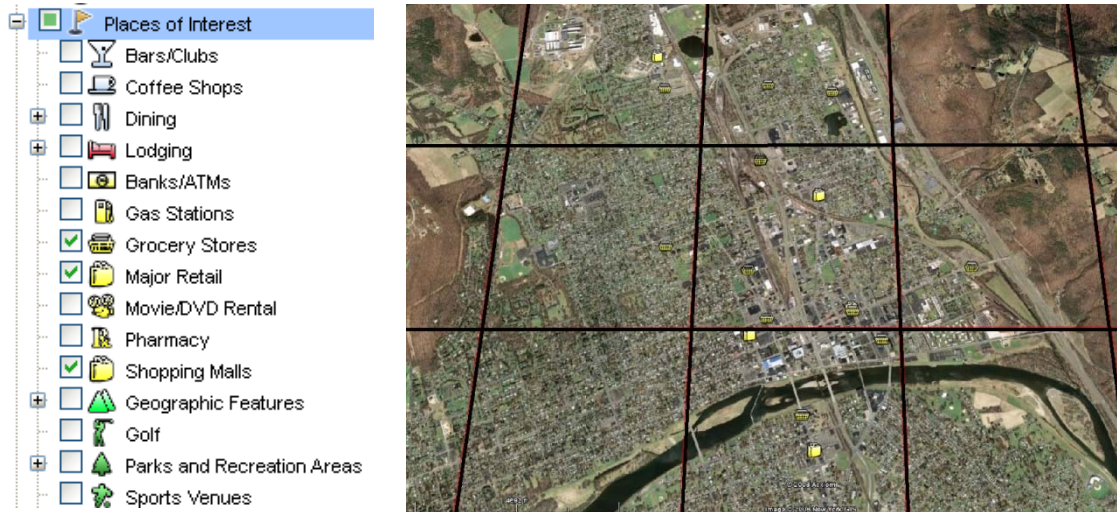 Places of Interest
Bars/Clubs
Coffee Shops
Dining
Lodging
Banks/ATMs
Gas Stations
Grocery Stores
Major Retail
Movie/DVD Rental
Pharmacy
Shopping Malls
Geographic Features
Golf
Parks and Recreation Areas
Sports Venues